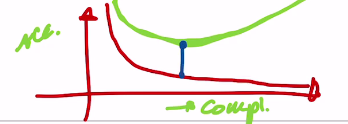 acc.
→ Compl.